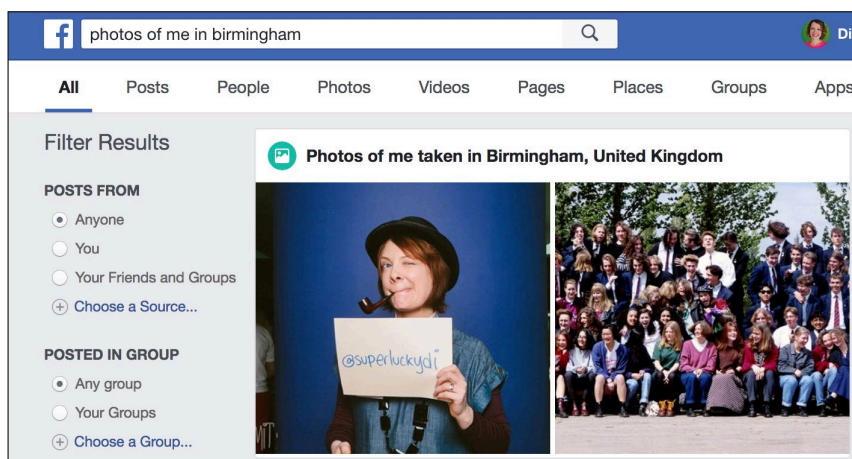 f
photos of me in birmingham
Di
All Posts People Photos Videos Pages Places Groups Apps
Filter Results
POSTS FROM
Anyone
You
Your Friends and Groups
Choose a Source...
POSTED IN GROUP
Any group
Your Groups
Choose a Group...
Photos of me taken in Birmingham, United Kingdom
@superluckydi